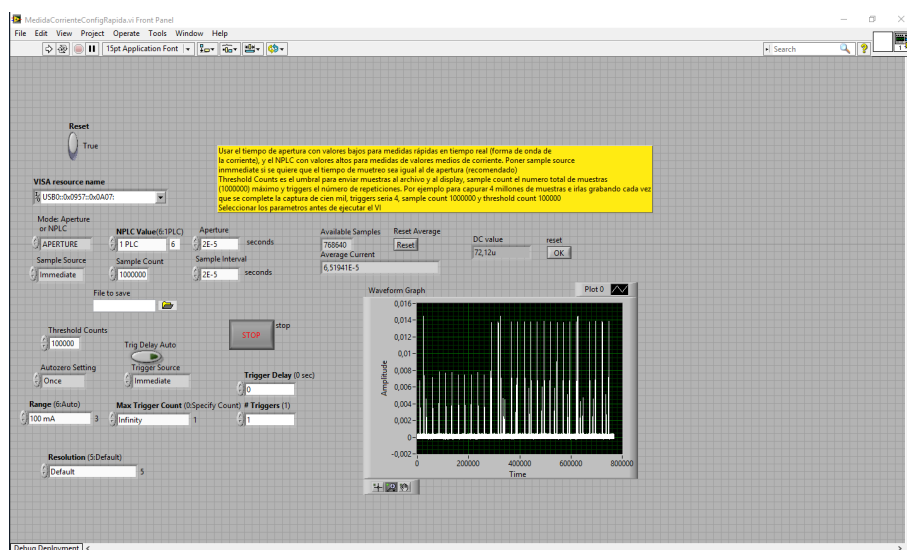 MedidaCorrienteConfigRapida.vi Front Panel
File Edit View Project Operate Tools Window Help
15pt Application Font
Search
1
Reset
True
Usar el tiempo de apertura con valores bajos para medidas rápidas en tiempo real (forma de onda de
la corriente), y el NPLC con valores altos para medidas de valores medios de corriente. Poner sample source
inmmediate si se quiere que el tiempo de muetreo sea igual al de apertura (recomendado)
Threshold Counts es el umbral para enviar muestras al archivo y al display, sample count el numero total de muestras
(1000000) máximo y triggers el número de repeticiones. Por ejemplo para capurar 4 millones de muestras e irlas grabando cada vez
que se complete la captura de cien mil, triggers seria 4, sample count 1000000 y threshold count 100000
Seleccionar los parametros antes de ejecutar el VI
VISA resource name
USB0::0x0957::0x0A07:
Mode: Aperture
or NPLC
APERTURE
NPLC Value(6:1PLC)
1 PLC 6
Aperture
2E-5 seconds
Available Samples
768640
Reset Average
Reset
DC value
72,12u
reset
OK
Sample Source
Immediate
Sample Count
1000000
Sample Interval
2E-5 seconds
Average Current
6,51941E-5
File to save
Waveform Graph
Plot 0
Threshold Counts
100000
Trig Delay Auto
STOP
stop
Autozero Setting
Once
Trigger Source
Immediate
Trigger Delay (0 sec)
0
Range (6:Auto)
100 mA 3
Max Trigger Count (0:Specify Count)
Infinity 1
# Triggers (1)
1
Resolution (5:Default)
Default 5
Amplitude
0,016
0,014
0,012
0,01
0,008
0,006
0,004
0,002
0
-0,002
0 200000 400000 600000 800000
Time
Debug Deployment